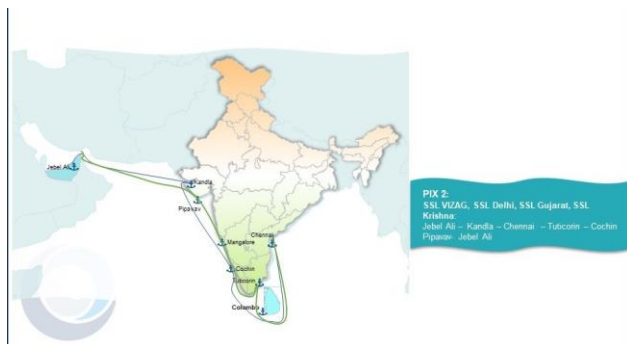 Jebel Ali
Kandla
Pipavav
Mangalore
Chennai
Cochin
Tuticorin
Colombo
PIX 2:
SSL VIZAG, SSL Delhi, SSL Gujarat, SSL
Krishna:
Jebel Ali – Kandla – Chennai – Tuticorin – Cochin
Pipavav- Jebel Ali